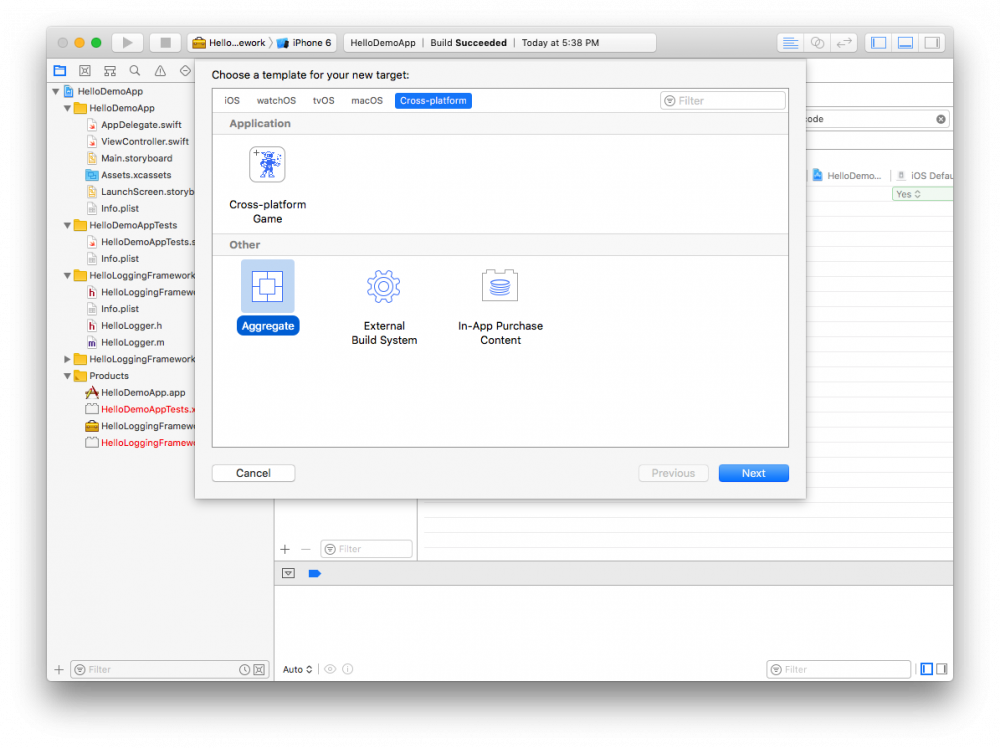 Hello...ework
iPhone 6
HelloDemoApp | Build Succeeded | Today at 5:38 PM
Choose a template for your new target:
iOS watchOS tvOS macOS Cross-platform
Filter
Application
Cross-platform
Game
Other
Aggregate
External
Build System
In-App Purchase
Content
Cancel
Previous
Next
HelloDemoApp
HelloDemoApp
AppDelegate.swift
ViewController.swift
Main.storyboard
Assets.xcassets
LaunchScreen.storyb
Info.plist
HelloDemoAppTests
HelloDemoAppTests.s
Info.plist
HelloLoggingFramework
HelloLoggingFramew
Info.plist
HelloLogger.h
HelloLogger.m
HelloLoggingFramework
Products
HelloDemoApp.app
HelloDemoAppTests.x
HelloLoggingFramew
HelloLoggingFramew
Filter
ode
HelloDemo...
iOS Defau
Yes
Filter
Auto
Filter